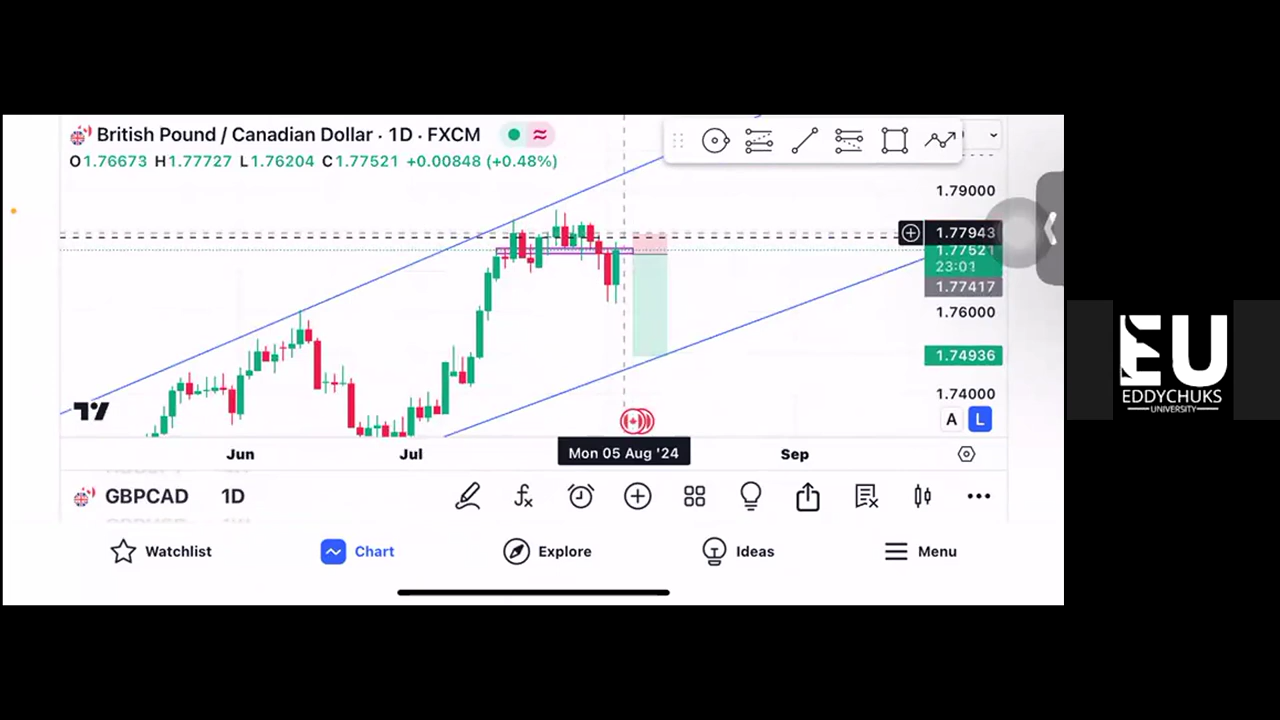 British Pound / Canadian Dollar · 1D · FXCM
O1.76673 H1.77727 L1.76204 C1.77521 +0.00848 (+0.48%)
1.79000
1.77943
1.77521
23:01
1.77417
1.76000
1.74936
1.74000
A L
Jun Jul Mon 05 Aug '24 Sep
GBPCAD 1D
Watchlist Chart Explore Ideas Menu
EU
EDDYCHUKS
UNIVERSITY